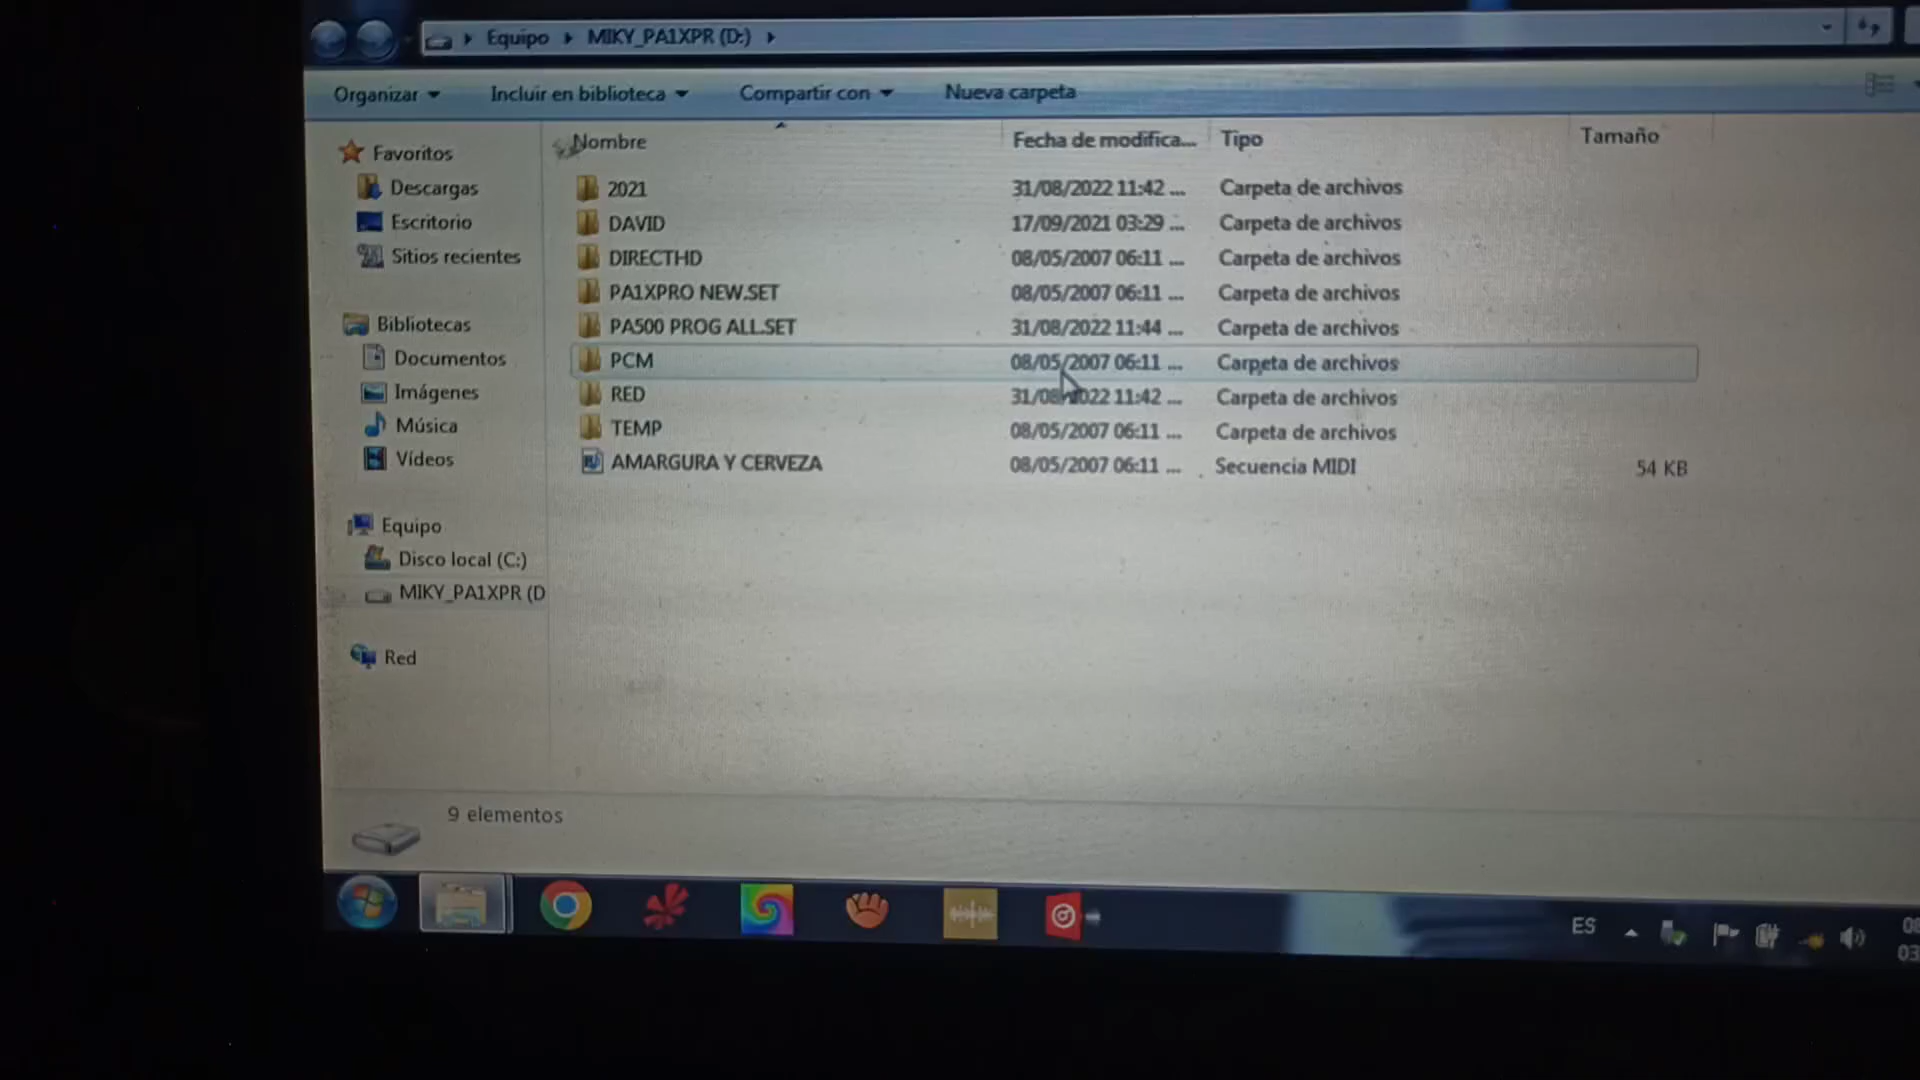 Equipo MIKY_PA1XPR (D:)
Organizar Incluir en biblioteca Compartir con Nueva carpeta
Nombre Fecha de modifica... Tipo Tamaño
Favoritos
Descargas
Escritorio
Sitios recientes
Bibliotecas
Documentos
Imágenes
Música
Vídeos
Equipo
Disco local (C:)
MIKY_PA1XPR (D
Red
2021 31/08/2022 11:42 ... Carpeta de archivos
DAVID 17/09/2021 03:29 ... Carpeta de archivos
DIRECTHD 08/05/2007 06:11 ... Carpeta de archivos
PA1XPRO NEW.SET 08/05/2007 06:11 ... Carpeta de archivos
PA500 PROG ALL.SET 31/08/2022 11:44 ... Carpeta de archivos
PCM 08/05/2007 06:11 ... Carpeta de archivos
RED 31/08/2022 11:42 ... Carpeta de archivos
TEMP 08/05/2007 06:11 ... Carpeta de archivos
AMARGURA Y CERVEZA 08/05/2007 06:11 ... Secuencia MIDI 54 KB
9 elementos
ES
03